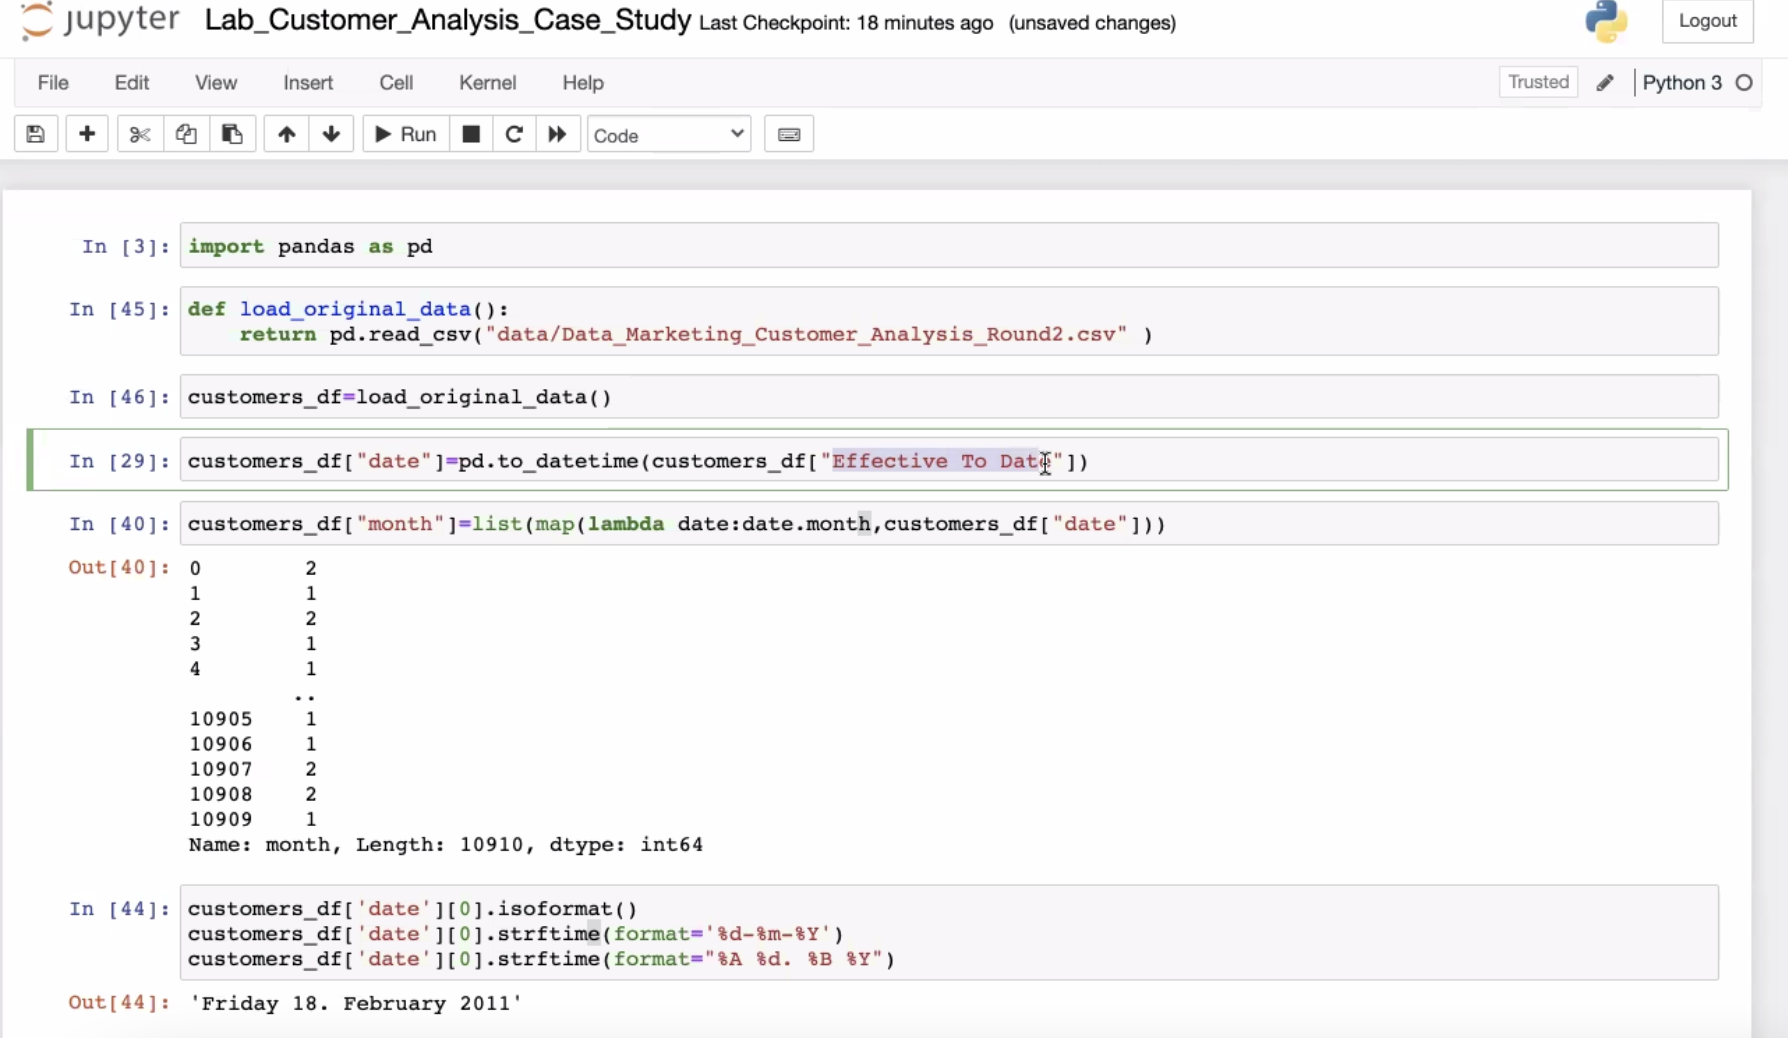 jupyter Lab_Customer_Analysis_Case_Study Last Checkpoint: 18 minutes ago (unsaved changes) Logout
File Edit View Insert Cell Kernel Help Trusted Python 3
Run Code
In [3]: import pandas as pd
In [45]: def load_original_data():
return pd.read_csv("data/Data_Marketing_Customer_Analysis_Round2.csv" )
In [46]: customers_df=load_original_data()
In [29]: customers_df["date"]=pd.to_datetime(customers_df["Effective To Date"])
In [40]: customers_df["month"]=list(map(lambda date:date.month,customers_df["date"]))
Out[40]: 0 2
1 1
2 2
3 1
4 1
..
10905 1
10906 1
10907 2
10908 2
10909 1
Name: month, Length: 10910, dtype: int64
In [44]: customers_df['date'][0].isoformat()
customers_df['date'][0].strftime(format='%d-%m-%Y')
customers_df['date'][0].strftime(format="%A %d. %B %Y")
Out[44]: 'Friday 18. February 2011'